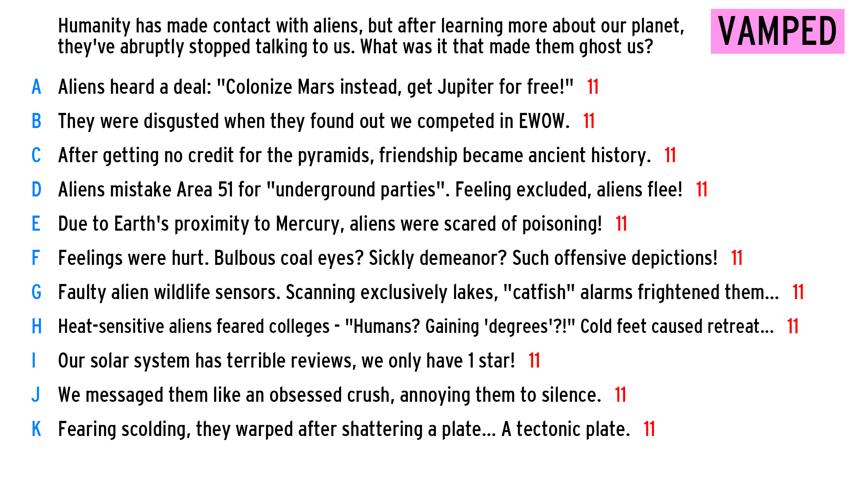 Humanity has made contact with aliens, but after learning more about our planet,
they've abruptly stopped talking to us. What was it that made them ghost us?
VAMPED
A Aliens heard a deal: "Colonize Mars instead, get Jupiter for free!" 11
B They were disgusted when they found out we competed in EWOW. 11
C After getting no credit for the pyramids, friendship became ancient history. 11
D Aliens mistake Area 51 for "underground parties". Feeling excluded, aliens flee! 11
E Due to Earth's proximity to Mercury, aliens were scared of poisoning! 11
F Feelings were hurt. Bulbous coal eyes? Sickly demeanor? Such offensive depictions! 11
G Faulty alien wildlife sensors. Scanning exclusively lakes, "catfish" alarms frightened them... 11
H Heat-sensitive aliens feared colleges - "Humans? Gaining 'degrees'?!" Cold feet caused retreat... 11
I Our solar system has terrible reviews, we only have 1 star! 11
J We messaged them like an obsessed crush, annoying them to silence. 11
K Fearing scolding, they warped after shattering a plate... A tectonic plate. 11